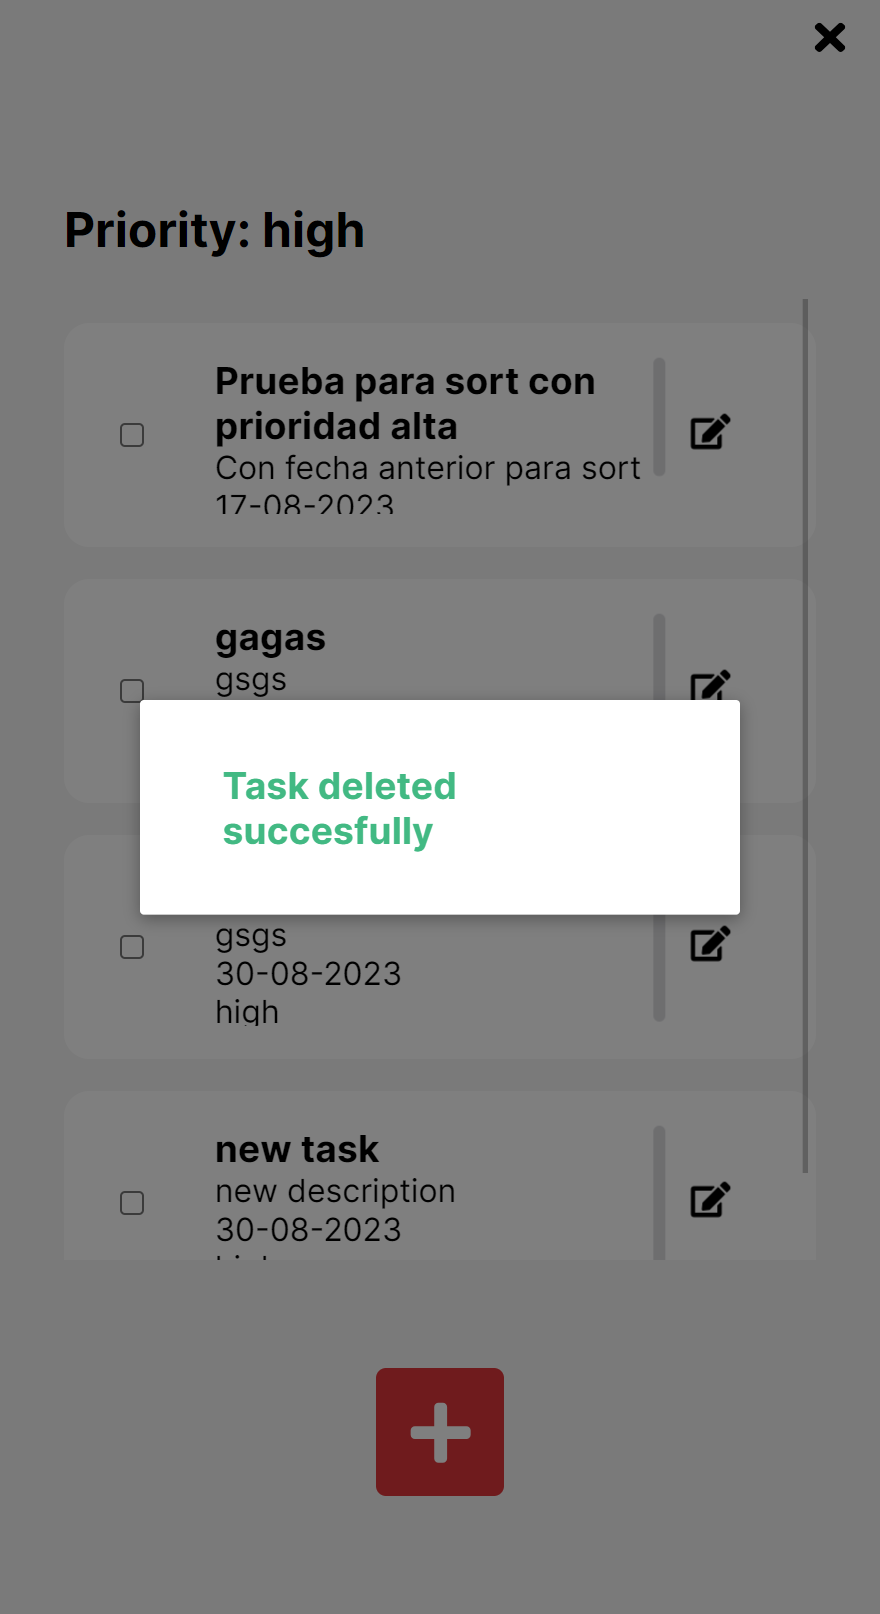 Priority: high
Prueba para sort con
prioridad alta
Con fecha anterior para sort
17-08-2023
gagas
gsgs
Task deleted
succesfully
gsgs
30-08-2023
high
new task
new description
30-08-2023